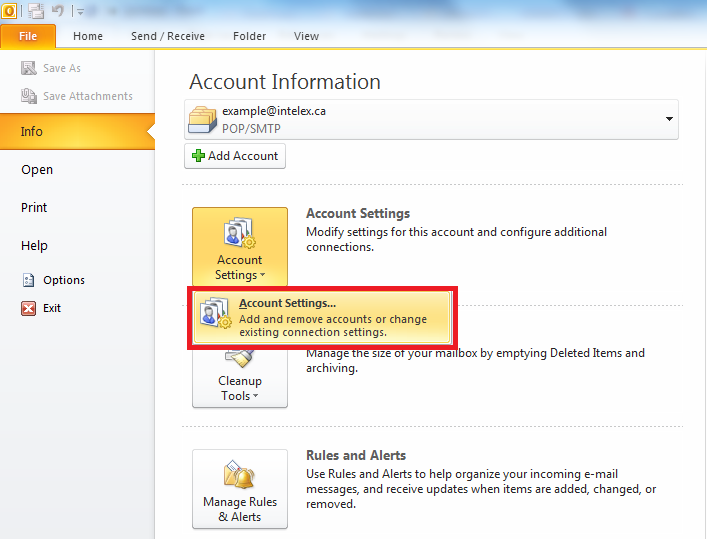 File Home Send / Receive Folder View
Save As
Save Attachments
Info
Open
Print
Help
Options
Exit
Account Information
example@intelex.ca
POP/SMTP
Add Account
Account
Settings
Account Settings
Modify settings for this account and configure additional
connections.
Account Settings...
Add and remove accounts or change
existing connection settings.
Cleanup
Tools
Manage the size of your mailbox by emptying Deleted Items and
archiving.
Manage Rules
& Alerts
Rules and Alerts
Use Rules and Alerts to help organize your incoming e-mail
messages, and receive updates when items are added, changed, or
removed.